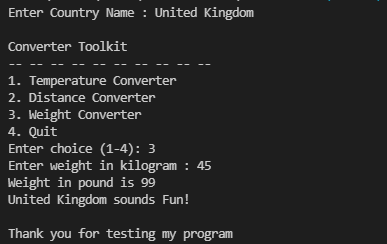 Enter Country Name : United Kingdom
Converter Toolkit
-- -- -- -- -- -- -- -- -- --
1. Temperature Converter
2. Distance Converter
3. Weight Converter
4. Quit
Enter choice (1-4): 3
Enter weight in kilogram : 45
Weight in pound is 99
United Kingdom sounds Fun!
Thank you for testing my program